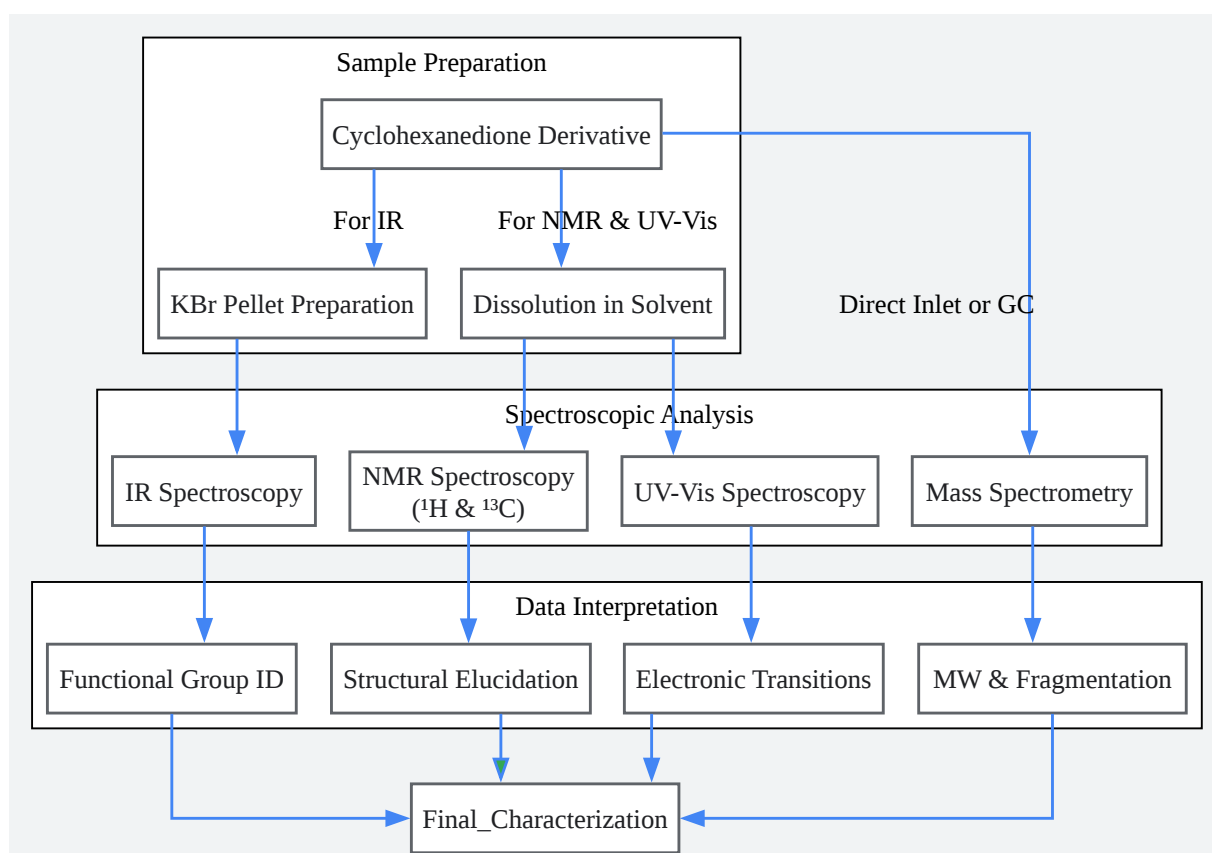 Sample Preparation
Cyclohexanedione Derivative
For IR
For NMR & UV-Vis
KBr Pellet Preparation
Dissolution in Solvent
Direct Inlet or GC
Spectroscopic Analysis
IR Spectroscopy
NMR Spectroscopy
(¹H & ¹³C)
UV-Vis Spectroscopy
Mass Spectrometry
Data Interpretation
Functional Group ID
Structural Elucidation
Electronic Transitions
MW & Fragmentation
Final_Characterization